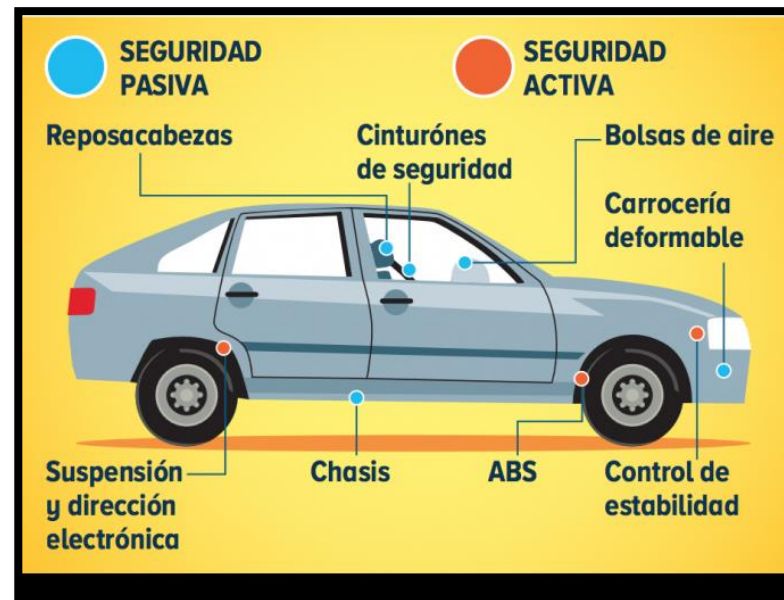 SEGURIDAD
PASIVA
SEGURIDAD
ACTIVA
Reposacabezas
Cinturónes
de seguridad
Bolsas de aire
Carrocería
deformable
Suspensión
y dirección
electrónica
Chasis
ABS
Control de
estabilidad